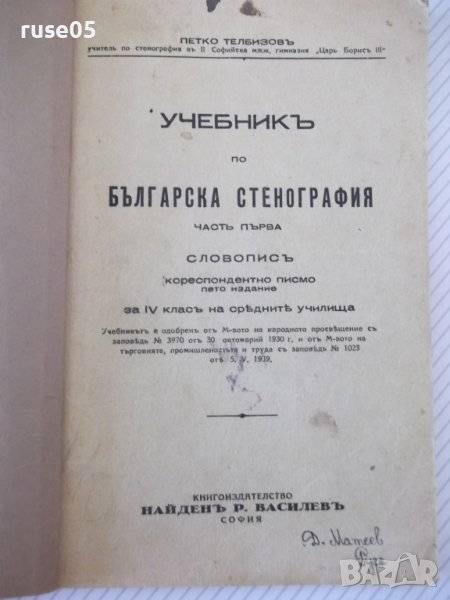 ruse05
ПЕТКО ТЕЛБИЗОВЪ
учитель по стенография въ II Софийска мѫж. гимназия „Царь Борисъ III"
УЧЕБНИКЪ
ПО
БЪЛГАРСКА СТЕНОГРАФИЯ
ЧАСТЬ ПЪРВА
СЛОВОПИСЪ
кореспондентно писмо
пето издание
за IV класъ на срѣднитѣ училища
Учебникътъ е одобренъ отъ М-вото на народното просвѣщение съ
заповѣдь № 3970 отъ 30 октомврий 1930 г. и отъ М-вото на
търговията, промишленостьта и труда съ заповѣдь № 1023
отъ 5. V. 1939.
КНИГОИЗДАТЕЛСТВО
НАЙДЕНЪ Р. ВАСИЛЕВЪ
СОФИЯ
Д. Матеев
BAZAR